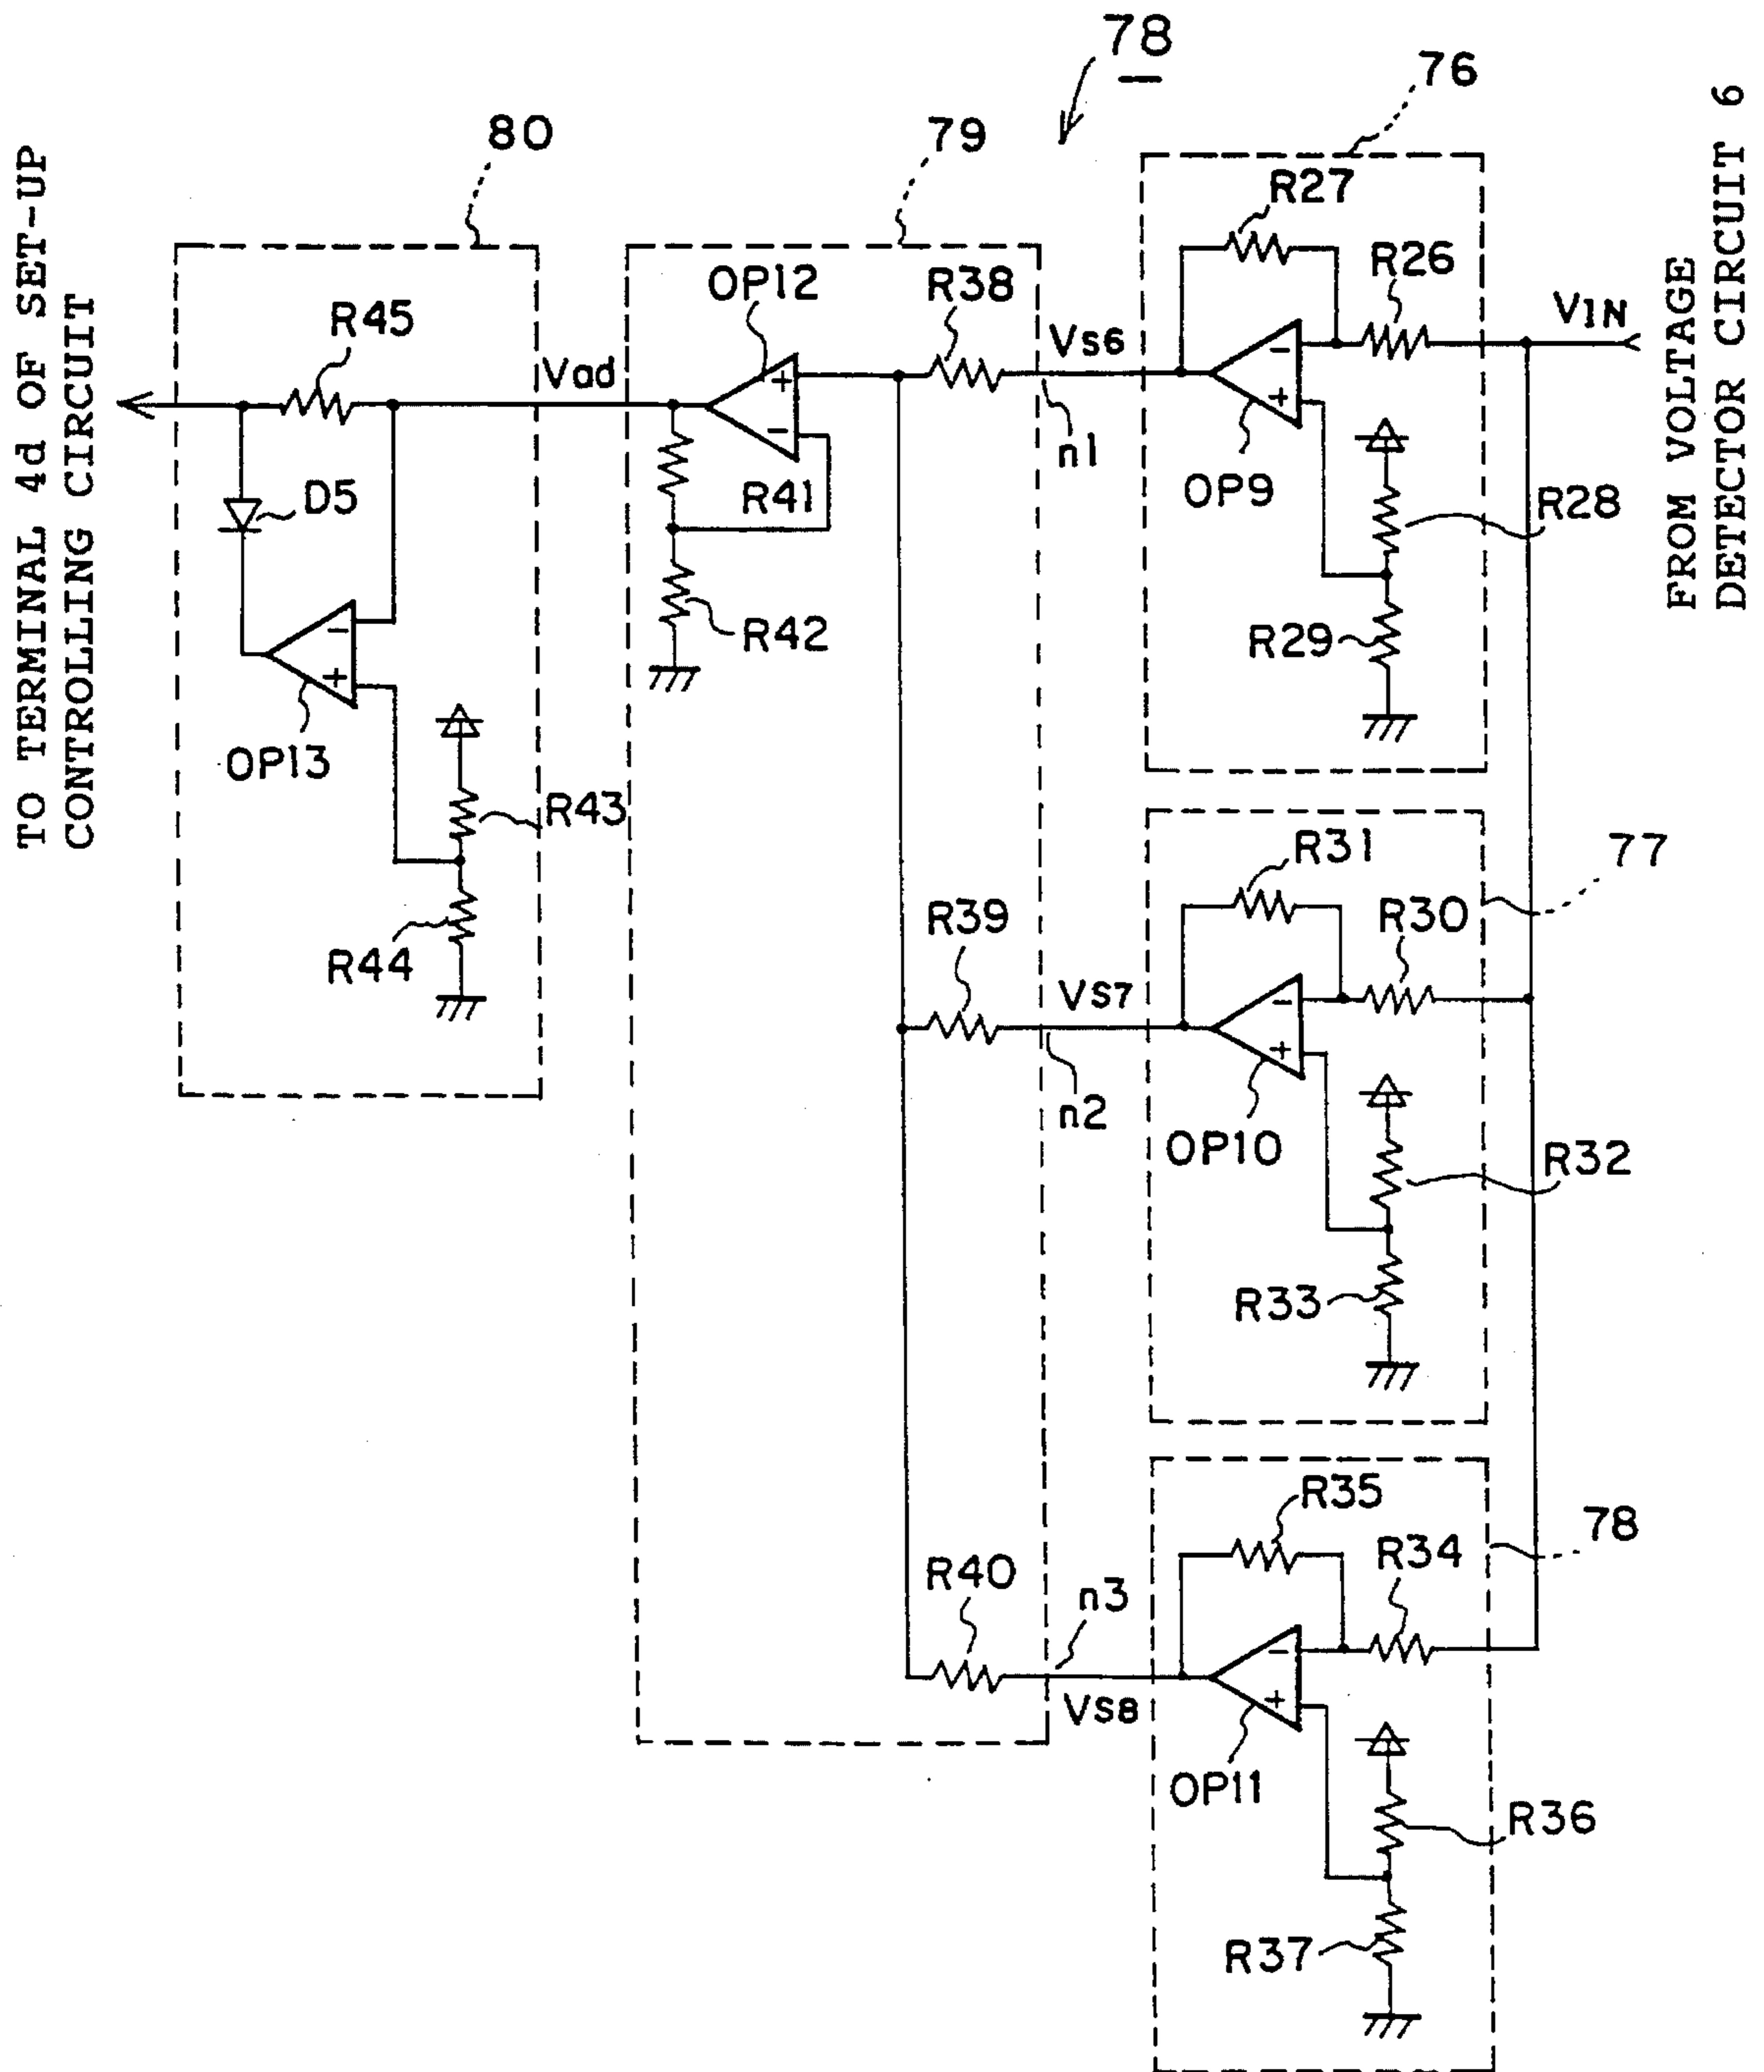 78
76
80
79
R27
R26
VIN
FROM VOLTAGE
DETECTOR CIRCUIT 6
TO TERMINAL 4d OF SET-UP
CONTROLLING CIRCUIT
OP12
R38
R45
Vad
Vs6
n1
+
-
-
+
OP9
R28
D5
R41
R42
R29
-
+
OP13
R43
R44
R31
77
R30
R39
VS7
-
+
n2
OP10
R32
R33
R35
78
R34
R40
n3
VS8
-
+
OP11
R36
R37